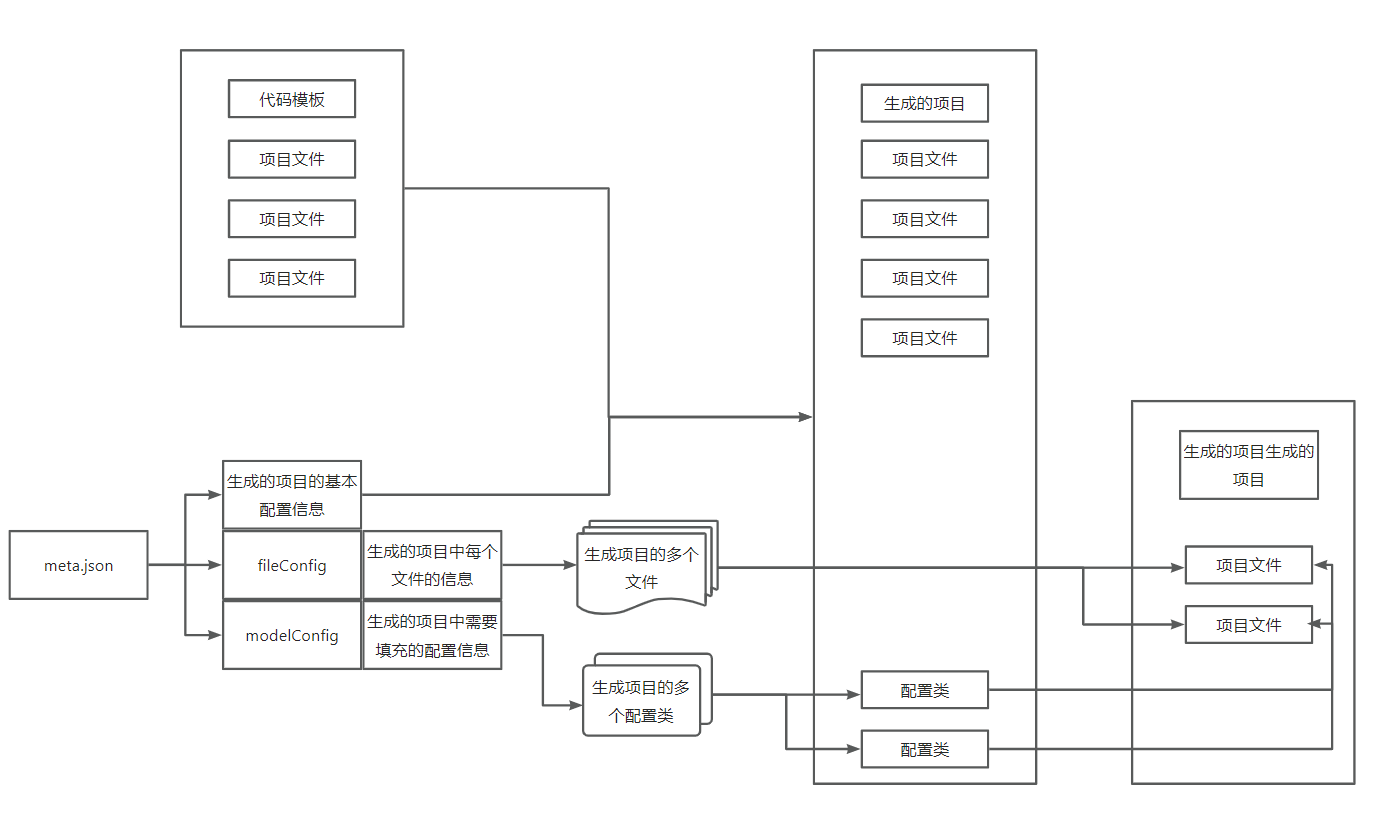 代码模板
项目文件
项目文件
项目文件
生成的项目
项目文件
项目文件
项目文件
项目文件
meta.json
生成的项目的基本
配置信息
fileConfig
生成的项目中每个
文件的信息
modelConfig
生成的项目中需要
填充的配置信息
生成项目的多个
文件
生成项目的多
个配置类
配置类
配置类
生成的项目生成的
项目
项目文件
项目文件